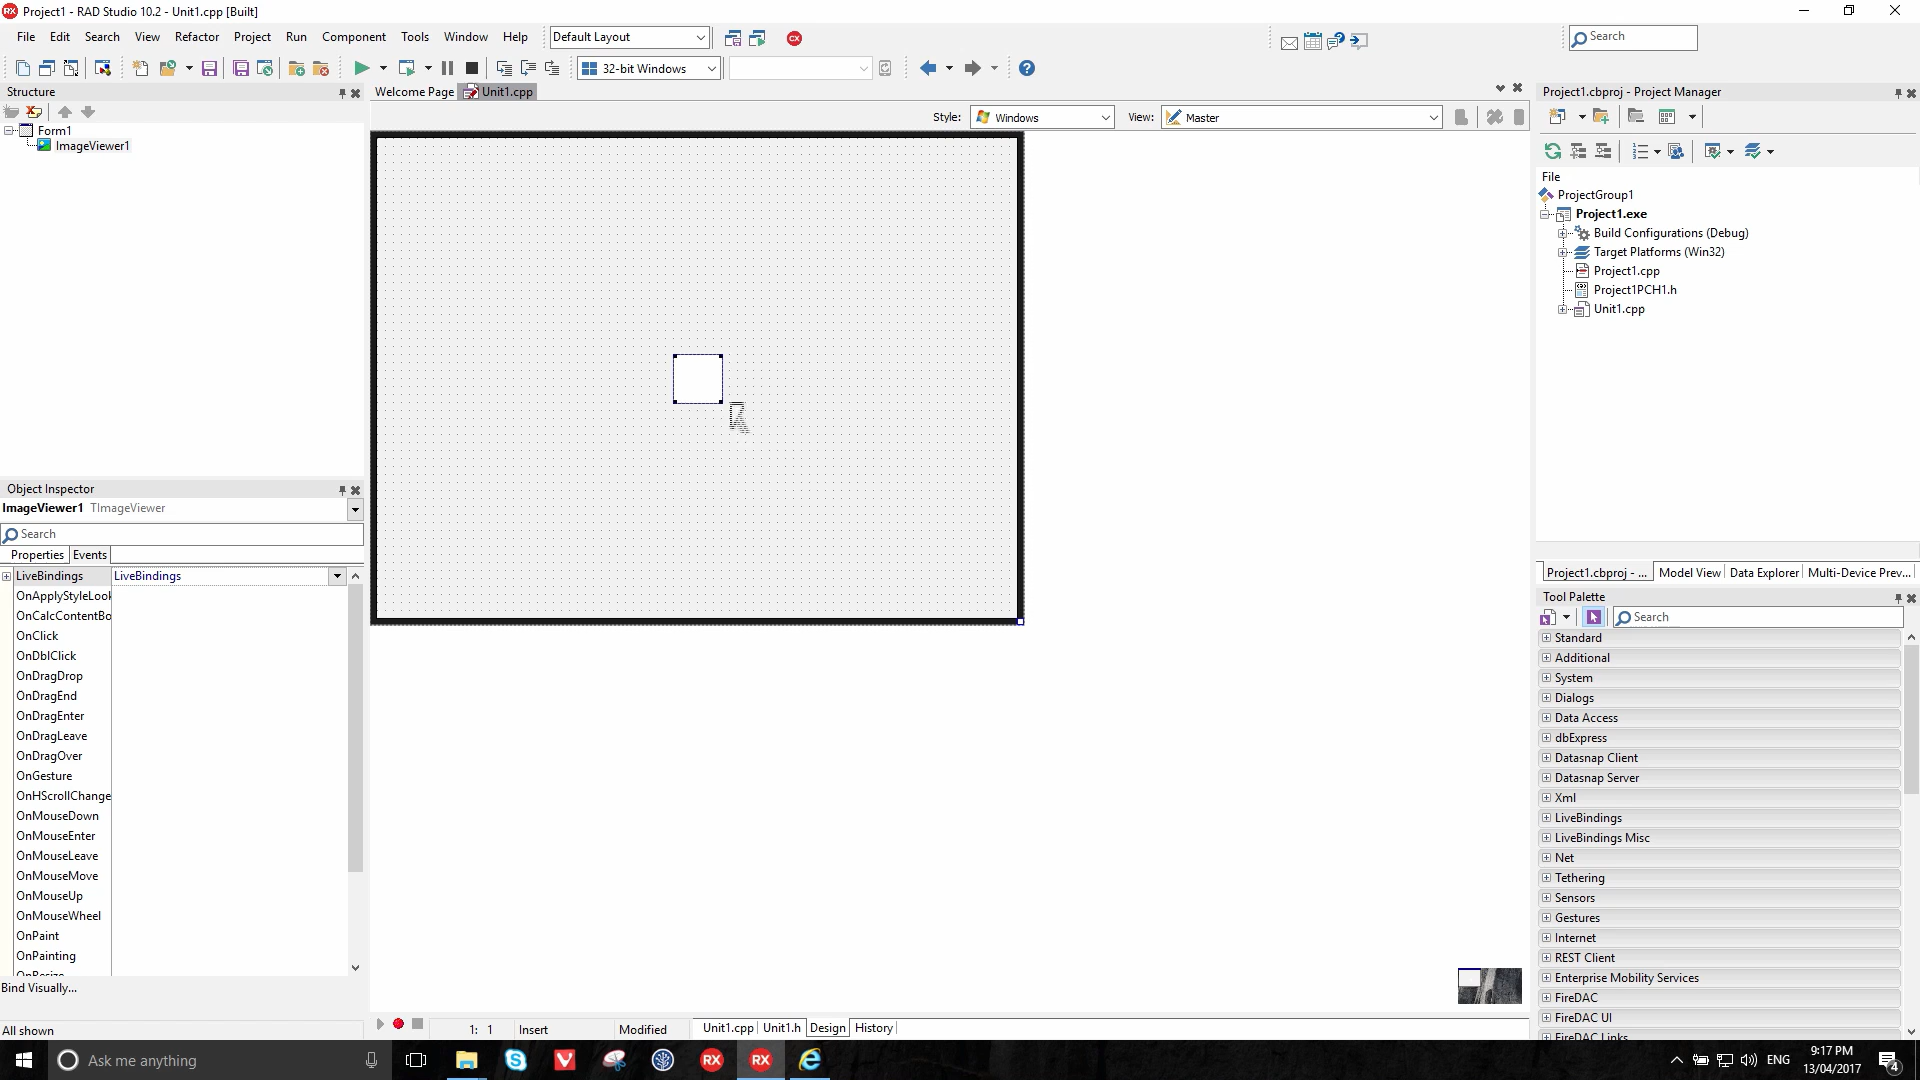 Project1 - RAD Studio 10.2 - Unit1.cpp [Built]
File Edit Search View Refactor Project Run Component Tools Window Help Default Layout Search
32-bit Windows
Structure
Form1
ImageViewer1
Object Inspector
ImageViewer1 TImageViewer
Search
Properties Events
LiveBindings LiveBindings
OnApplyStyleLook
OnCalcContentBo
OnClick
OnDblClick
OnDragDrop
OnDragEnd
OnDragEnter
OnDragLeave
OnDragOver
OnGesture
OnHScrollChange
OnMouseDown
OnMouseEnter
OnMouseLeave
OnMouseMove
OnMouseUp
OnMouseWheel
OnPaint
OnPainting
OnResize
Bind Visually...
All shown
Welcome Page Unit1.cpp
Style: Windows View: Master
1: 1 Insert Modified Unit1.cpp Unit1.h Design History
Project1.cbproj - Project Manager
File
ProjectGroup1
Project1.exe
Build Configurations (Debug)
Target Platforms (Win32)
Project1.cpp
Project1PCH1.h
Unit1.cpp
Project1.cbproj - ... Model View Data Explorer Multi-Device Prev...
Tool Palette
Search
Standard
Additional
System
Dialogs
Data Access
dbExpress
Datasnap Client
Datasnap Server
Xml
LiveBindings
LiveBindings Misc
Net
Tethering
Sensors
Gestures
Internet
REST Client
Enterprise Mobility Services
FireDAC
FireDAC UI
FireDAC Links
Ask me anything
ENG
9:17 PM
13/04/2017
4